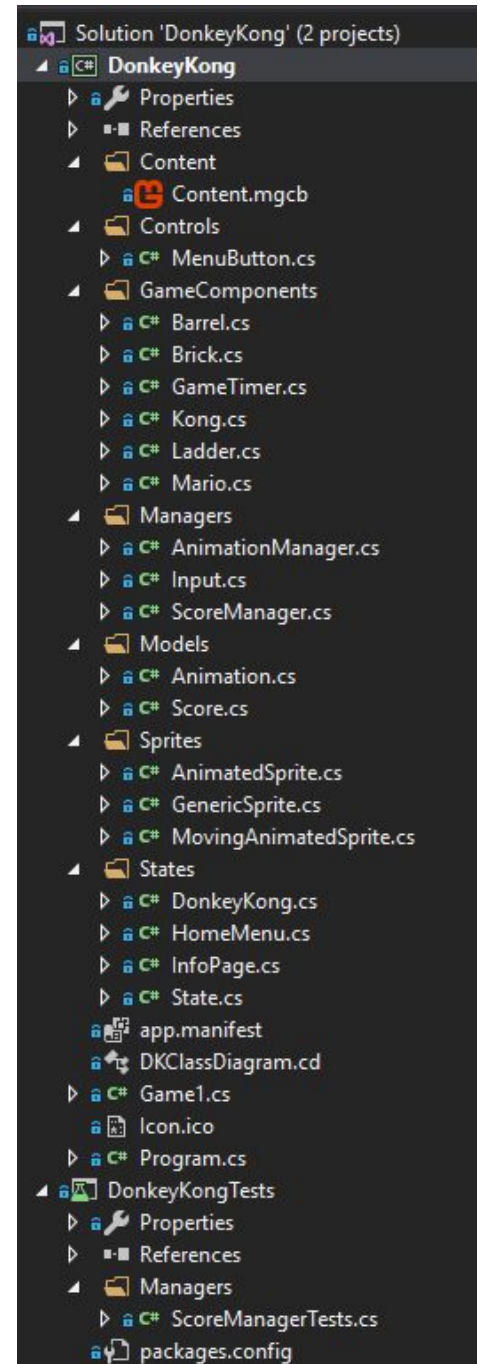 Solution 'DonkeyKong' (2 projects)
C# DonkeyKong
Properties
References
Content
Content.mgcb
Controls
C# MenuButton.cs
GameComponents
C# Barrel.cs
C# Brick.cs
C# GameTimer.cs
C# Kong.cs
C# Ladder.cs
C# Mario.cs
Managers
C# AnimationManager.cs
C# Input.cs
C# ScoreManager.cs
Models
C# Animation.cs
C# Score.cs
Sprites
C# AnimatedSprite.cs
C# GenericSprite.cs
C# MovingAnimatedSprite.cs
States
C# DonkeyKong.cs
C# HomeMenu.cs
C# InfoPage.cs
C# State.cs
app.manifest
DKClassDiagram.cd
C# Game1.cs
Icon.ico
C# Program.cs
DonkeyKongTests
Properties
References
Managers
C# ScoreManagerTests.cs
packages.config